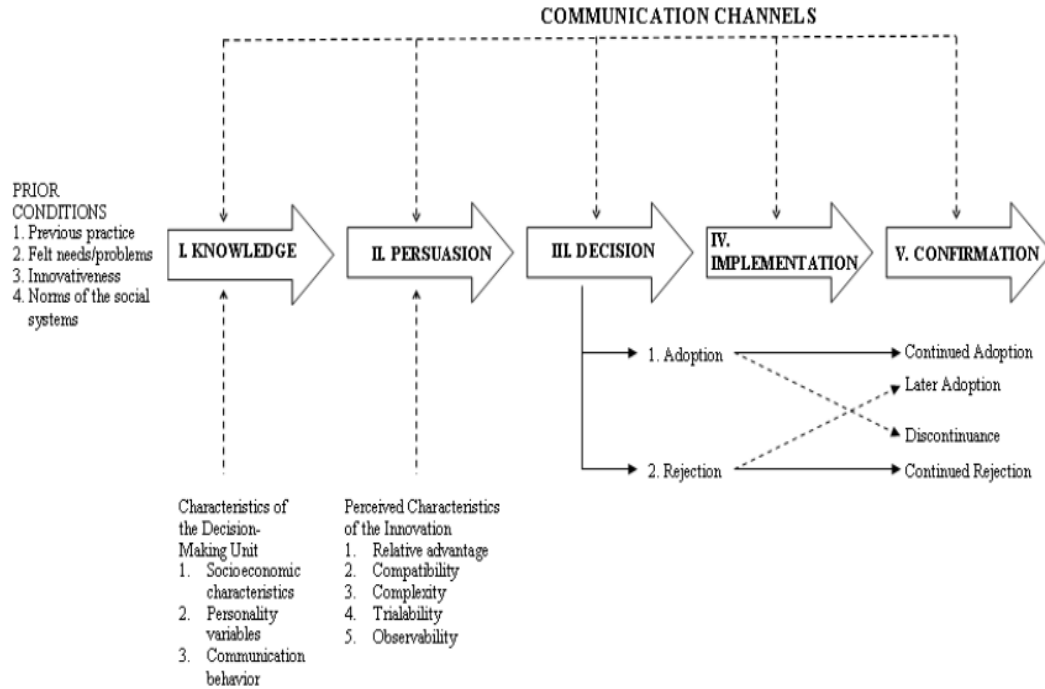 COMMUNICATION CHANNELS
PRIOR
CONDITIONS
1. Previous practice
2. Felt needs/problems
3. Innovativeness
4. Norms of the social
systems
I. KNOWLEDGE
II. PERSUASION
III. DECISION
IV.
IMPLEMENTATION
V. CONFIRMATION
1. Adoption
Continued Adoption
Later Adoption
Discontinuance
2. Rejection
Continued Rejection
Characteristics of
the Decision-
Making Unit
1. Socioeconomic
characteristics
2. Personality
variables
3. Communication
behavior
Perceived Characteristics
of the Innovation
1. Relative advantage
2. Compatibility
3. Complexity
4. Trialability
5. Observability